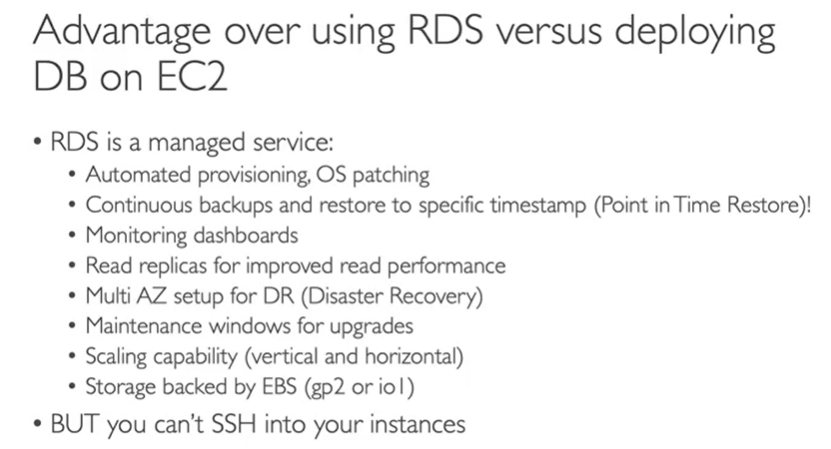 Advantage over using RDS versus deploying
DB on EC2
• RDS is a managed service:
• Automated provisioning, OS patching
• Continuous backups and restore to specific timestamp (Point in Time Restore)!
• Monitoring dashboards
• Read replicas for improved read performance
• Multi AZ setup for DR (Disaster Recovery)
• Maintenance windows for upgrades
• Scaling capability (vertical and horizontal)
• Storage backed by EBS (gp2 or io1)
• BUT you can't SSH into your instances